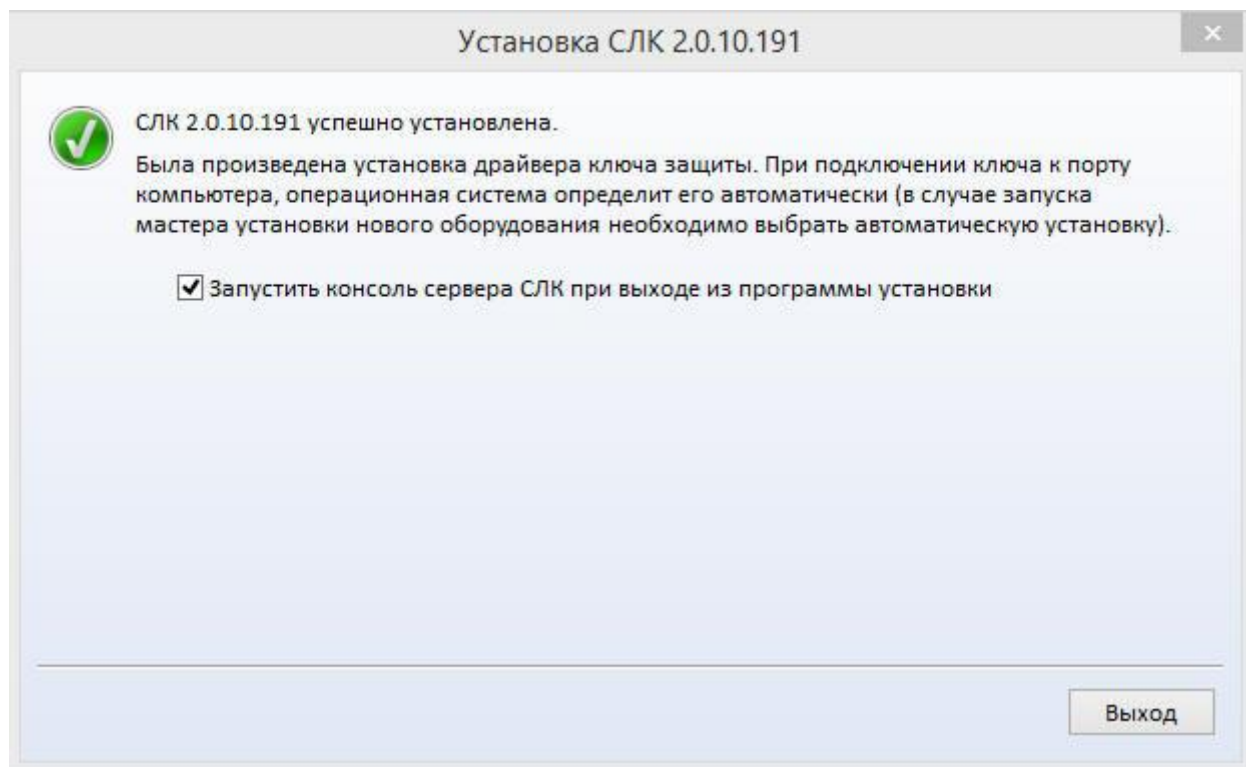 Установка СЛК 2.0.10.191
СЛК 2.0.10.191 успешно установлена.
Была произведена установка драйвера ключа защиты. При подключении ключа к порту
компьютера, операционная система определит его автоматически (в случае запуска
мастера установки нового оборудования необходимо выбрать автоматическую установку).
Запустить консоль сервера СЛК при выходе из программы установки
Выход